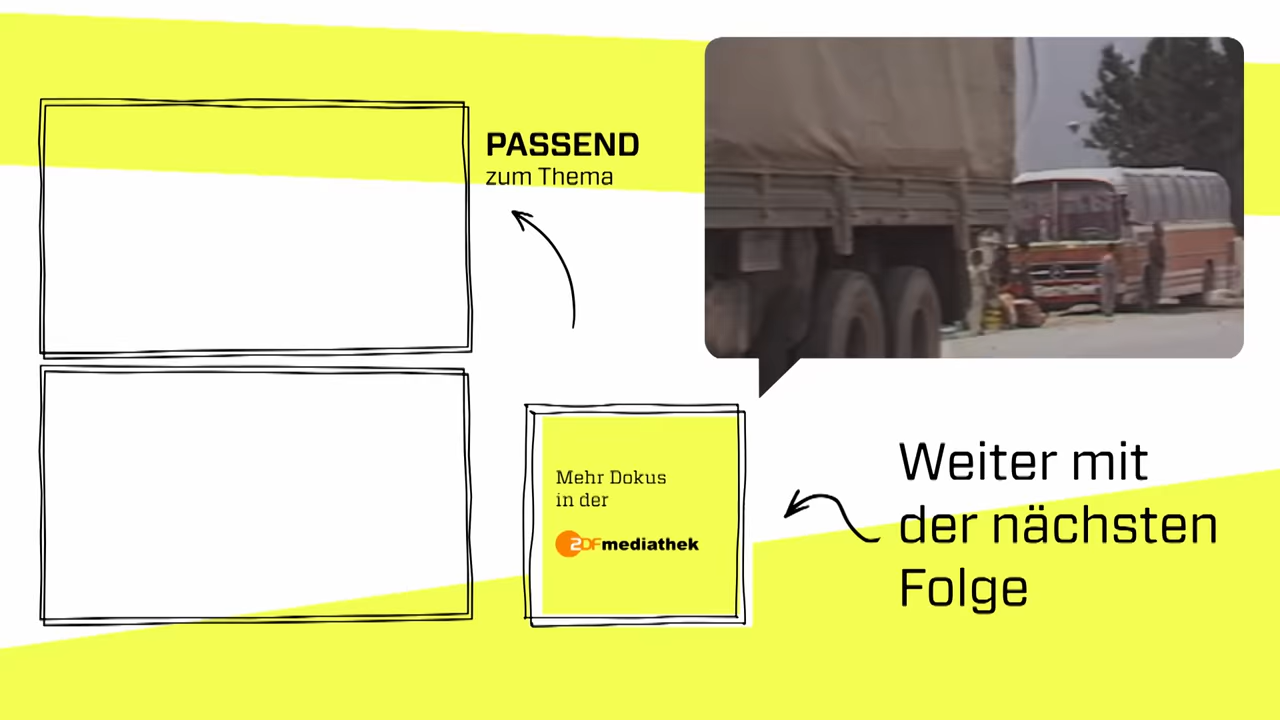 PASSEND
zum Thema
Mehr Dokus
in der
ZDFmediathek
Weiter mit
der nächsten
Folge